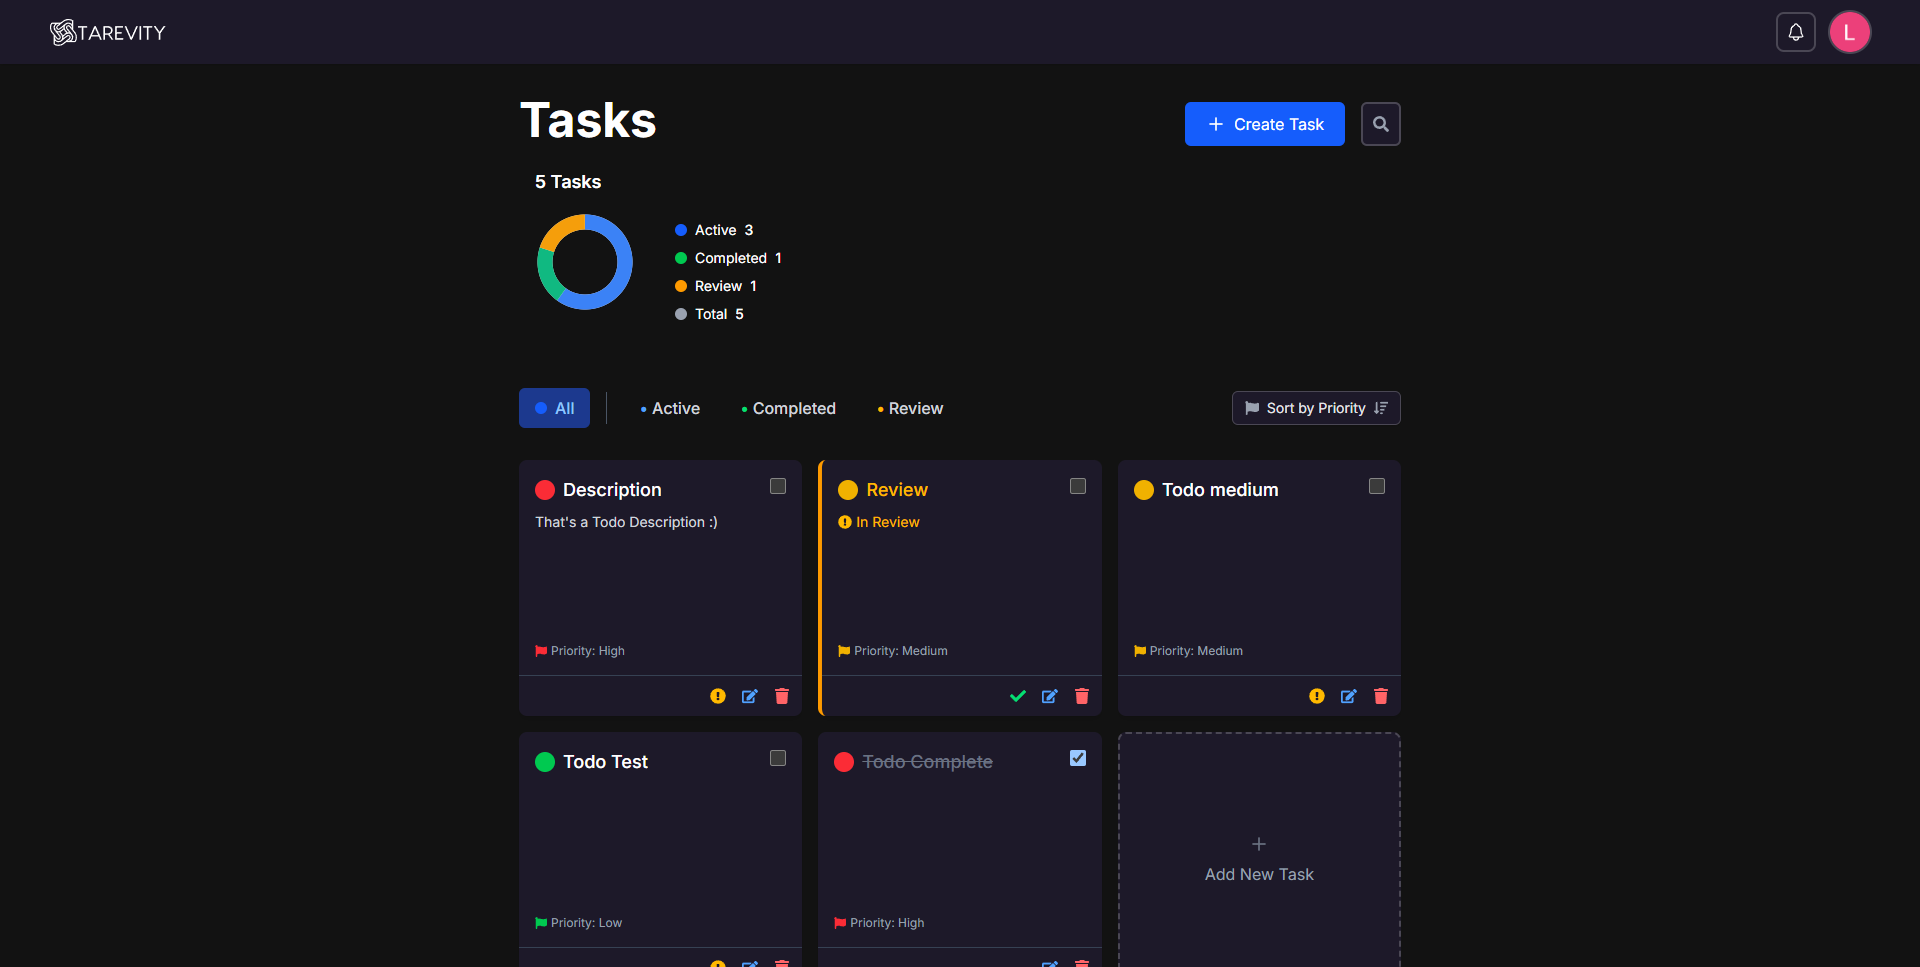 TAREVITY
L
Tasks
Create Task
5 Tasks
Active 3
Completed 1
Review 1
Total 5
All
Active
Completed
Review
Sort by Priority
Description
That's a Todo Description :)
Priority: High
Review
In Review
Priority: Medium
Todo medium
Priority: Medium
Todo Test
Priority: Low
Todo Complete
Priority: High
Add New Task